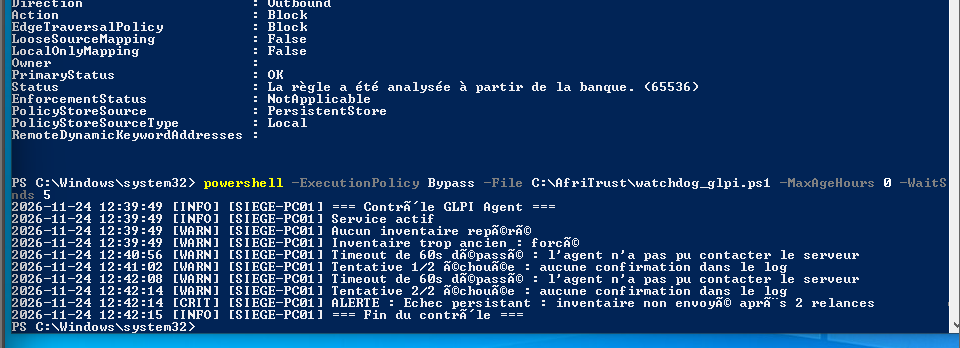 Direction : Outbound
Action : Block
EdgeTraversalPolicy : Block
LooseSourceMapping : False
LocalOnlyMapping : False
Owner :
PrimaryStatus : OK
Status : La règle a été analysée à partir de la banque. (65536)
EnforcementStatus : NotApplicable
PolicyStoreSource : PersistentStore
PolicyStoreSourceType : Local
RemoteDynamicKeywordAddresses :
PS C:\Windows\system32> powershell -ExecutionPolicy Bypass -File C:\AfriTrust\watchdog_glpi.ps1 -MaxAgeHours 0 -WaitS
nds 5
2026-11-24 12:39:49 [INFO] [SIEGE-PC01] === ContrÃ´le GLPI Agent ===
2026-11-24 12:39:49 [INFO] [SIEGE-PC01] Service actif
2026-11-24 12:39:49 [WARN] [SIEGE-PC01] Aucun inventaire repÃ©rÃ©
2026-11-24 12:39:49 [WARN] [SIEGE-PC01] Inventaire trop ancien : forcÃ©
2026-11-24 12:40:56 [WARN] [SIEGE-PC01] Timeout de 60s dÃ©passÃ© : l'agent n'a pas pu contacter le serveur
2026-11-24 12:41:02 [WARN] [SIEGE-PC01] Tentative 1/2 Ã©chouÃ©e : aucune confirmation dans le log
2026-11-24 12:42:08 [WARN] [SIEGE-PC01] Timeout de 60s dÃ©passÃ© : l'agent n'a pas pu contacter le serveur
2026-11-24 12:42:14 [WARN] [SIEGE-PC01] Tentative 2/2 Ã©chouÃ©e : aucune confirmation dans le log
2026-11-24 12:42:14 [CRIT] [SIEGE-PC01] ALERTE : Echec persistant : inventaire non envoyÃ© aprÃ¨s 2 relances
2026-11-24 12:42:15 [INFO] [SIEGE-PC01] === Fin du contrÃ´le ===
PS C:\Windows\system32>